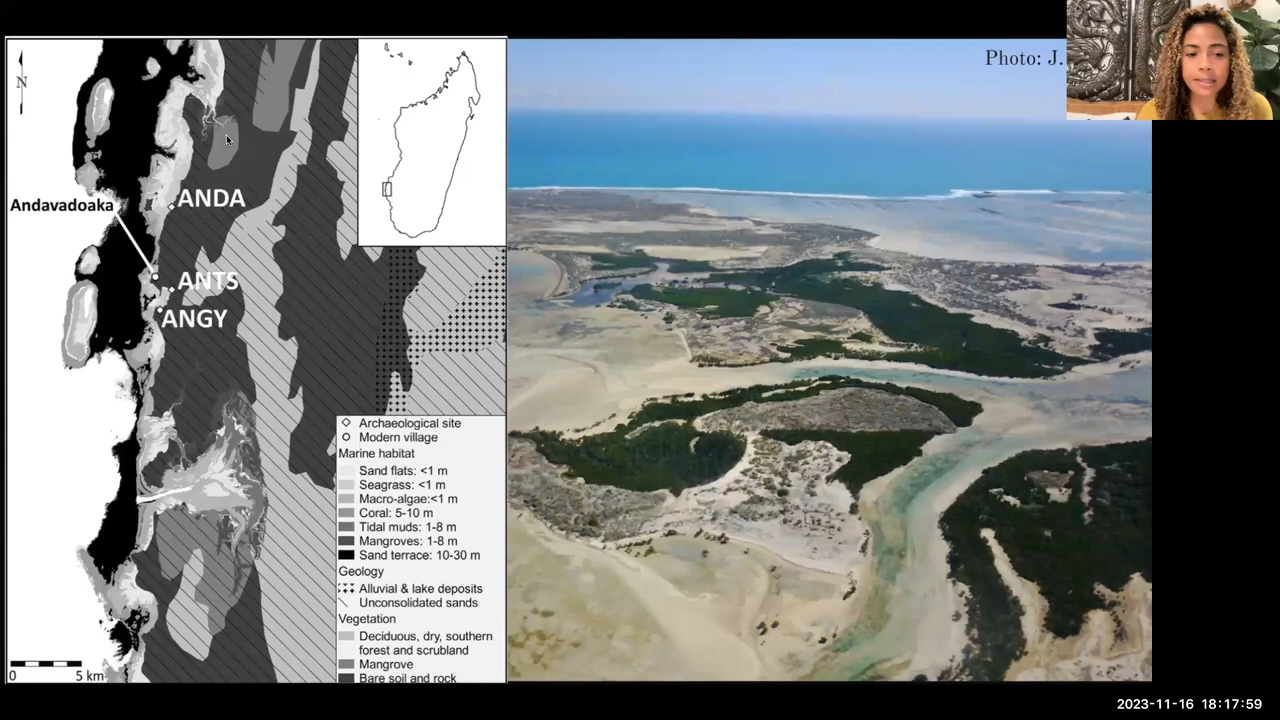 Photo: J.
N
ANDA
Andavadoaka
ANTS
ANGY
Archaeological site
Modern village
Marine habitat
Sand flats: <1 m
Seagrass: <1 m
Macro-algae:<1 m
Coral: 5-10 m
Tidal muds: 1-8 m
Mangroves: 1-8 m
Sand terrace: 10-30 m
Geology
Alluvial & lake deposits
Unconsolidated sands
Vegetation
Deciduous, dry, southern
forest and scrubland
Mangrove
Bare soil and rock
0 5 km
2023-11-16 18:17:59